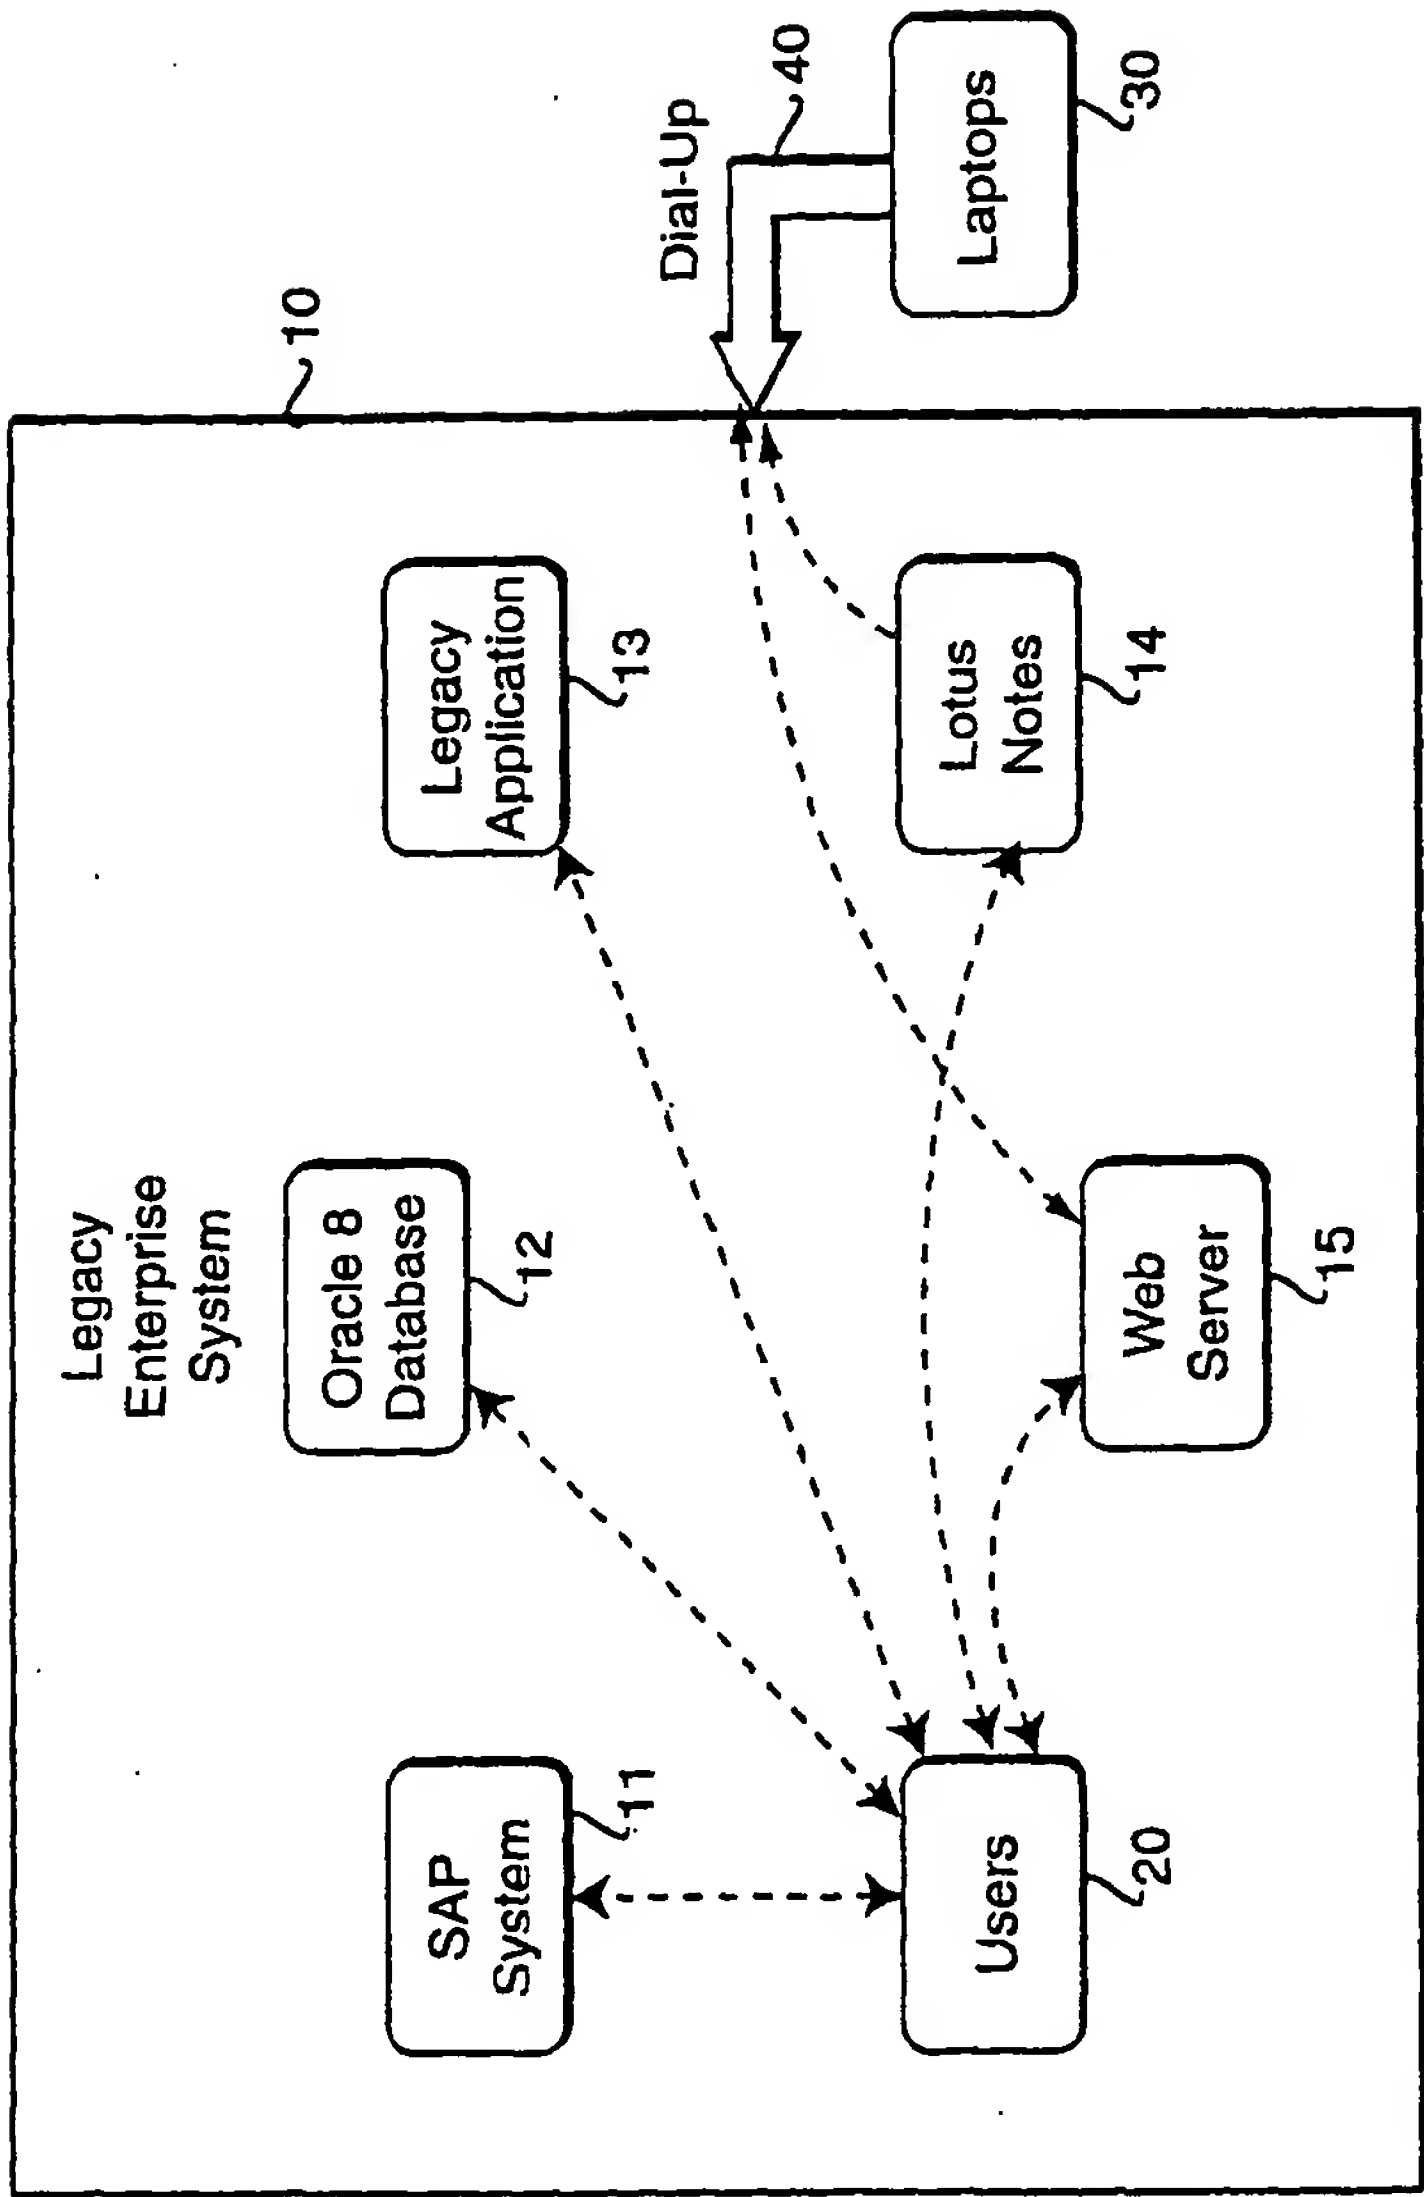 Legacy
Enterprise
System
10
Oracle 8
Database
12
SAP
System
11
Legacy
Application
13
Dial-Up
40
Users
20
Web
Server
15
Lotus
Notes
14
Laptops
30